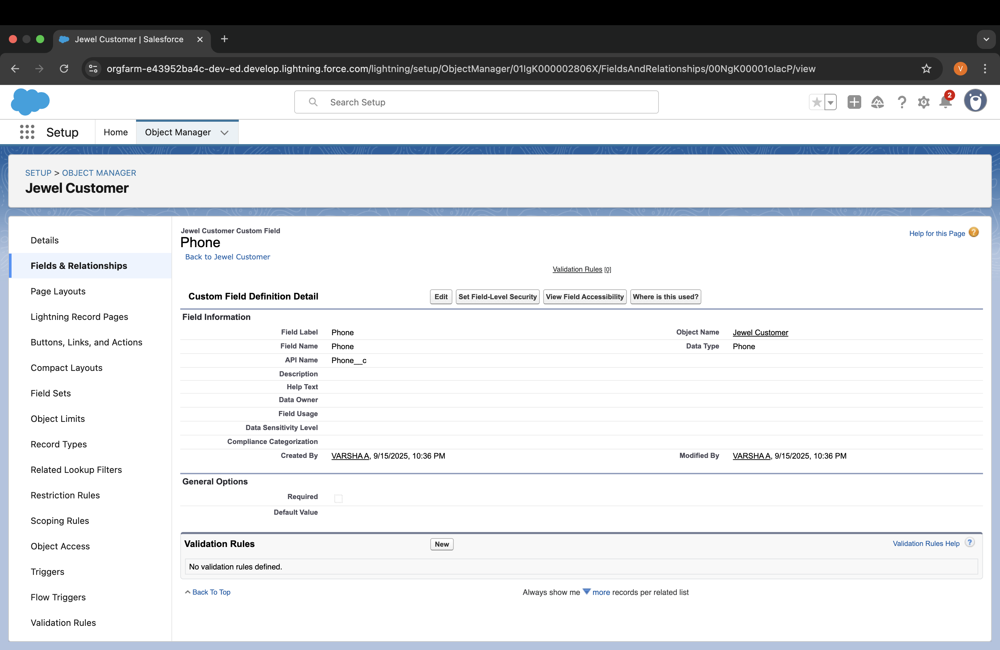 Jewel Customer | Salesforce
orgfarm-e43952ba4c-dev-ed.develop.lightning.force.com/lightning/setup/ObjectManager/01IgK000002806X/FieldsAndRelationships/00NgK00001oIacP/view
V
Search Setup
2
Setup
Home
Object Manager
SETUP > OBJECT MANAGER
Jewel Customer
Details
Fields & Relationships
Page Layouts
Lightning Record Pages
Buttons, Links, and Actions
Compact Layouts
Field Sets
Object Limits
Record Types
Related Lookup Filters
Restriction Rules
Scoping Rules
Object Access
Triggers
Flow Triggers
Validation Rules
Jewel Customer Custom Field
Phone
Help for this Page ?
Back to Jewel Customer
Validation Rules [0]
Custom Field Definition Detail Edit Set Field-Level Security View Field Accessibility Where is this used?
Field Information
Field Label Phone Object Name Jewel Customer
Field Name Phone Data Type Phone
API Name Phone__c
Description
Help Text
Data Owner
Field Usage
Data Sensitivity Level
Compliance Categorization
Created By VARSHA A, 9/15/2025, 10:36 PM Modified By VARSHA A, 9/15/2025, 10:36 PM
General Options
Required
Default Value
Validation Rules New Validation Rules Help ?
No validation rules defined.
Back To Top Always show me more records per related list